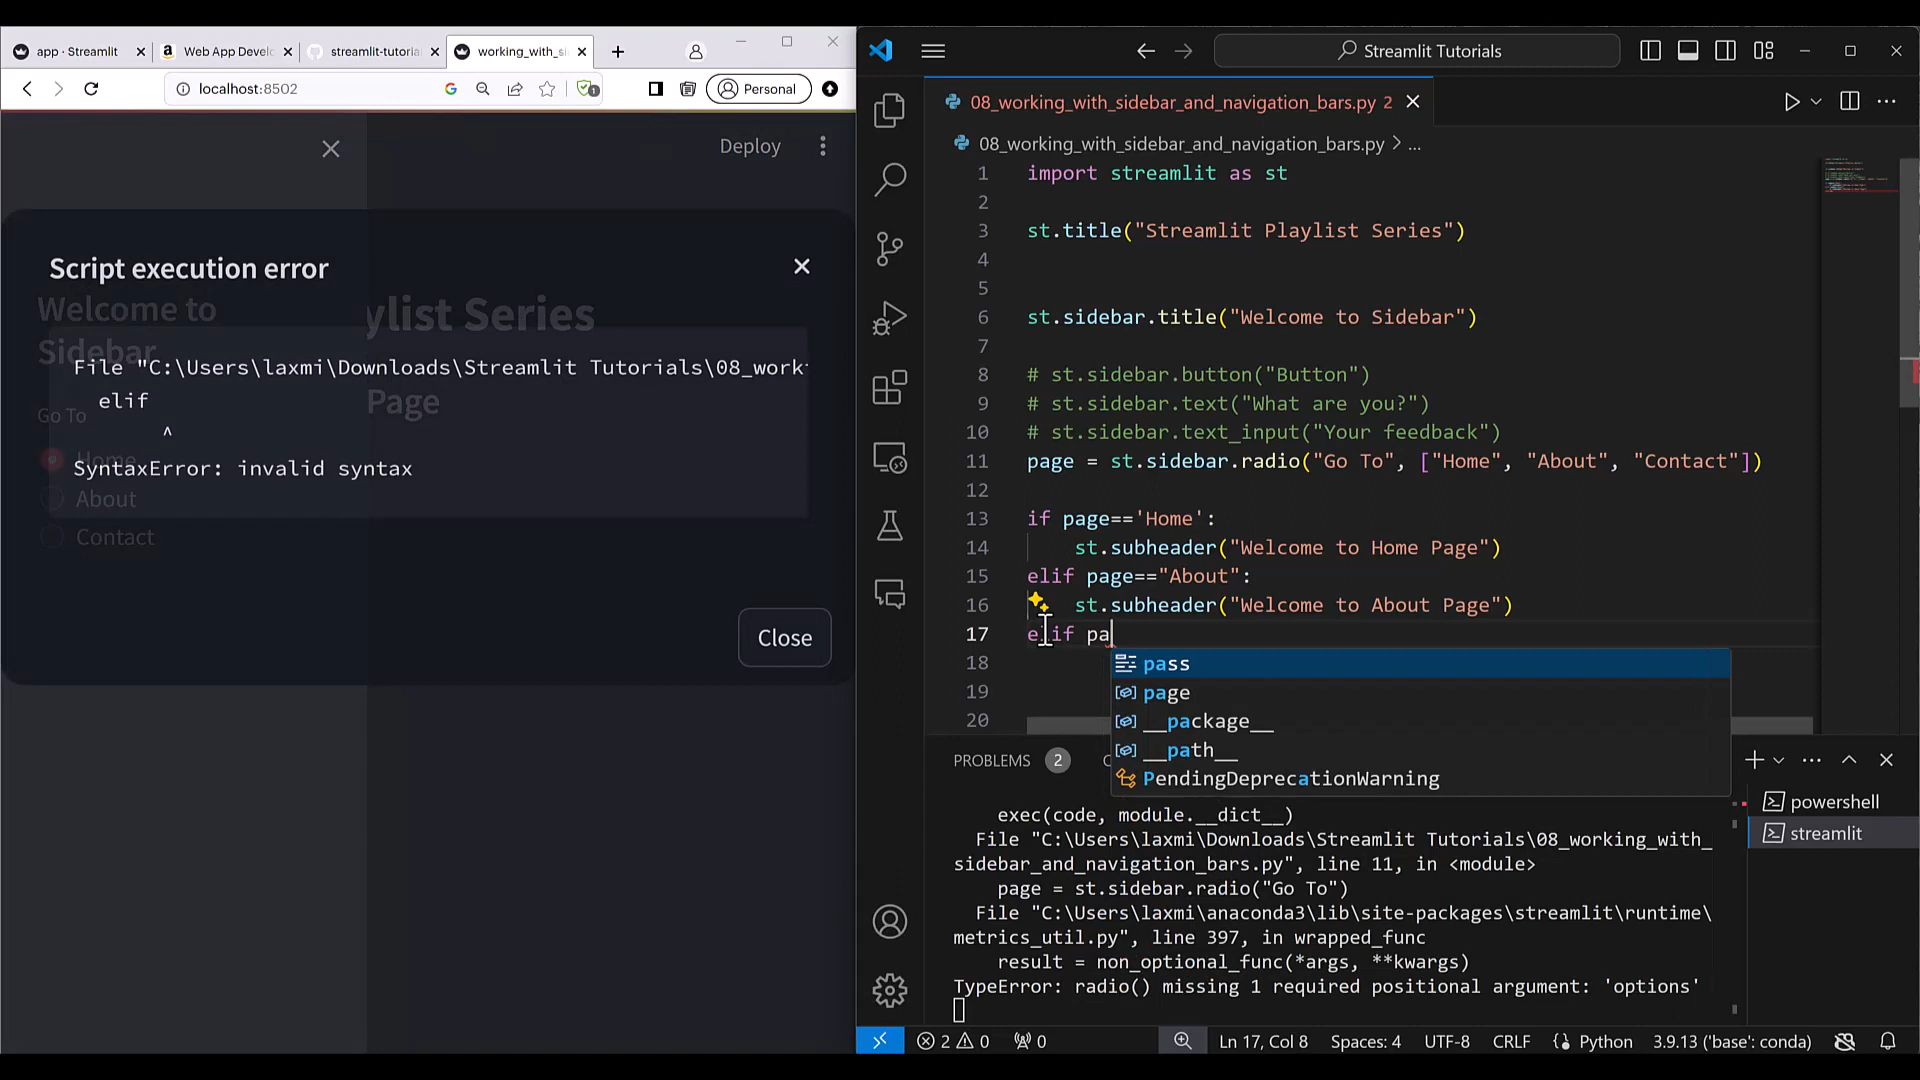 app · Streamlit
Web App Develo
streamlit-tutoria
working_with_si
localhost:8502
Personal
Deploy
Script execution error
Welcome to
Sidebar
ylist Series
Page
File "C:\Users\laxmi\Downloads\Streamlit Tutorials\08_work
elif
^
SyntaxError: invalid syntax
Go To
Home
About
Contact
Close
Streamlit Tutorials
08_working_with_sidebar_and_navigation_bars.py 2
08_working_with_sidebar_and_navigation_bars.py > ...
1 import streamlit as st
2
3 st.title("Streamlit Playlist Series")
4
5
6 st.sidebar.title("Welcome to Sidebar")
7
8 # st.sidebar.button("Button")
9 # st.sidebar.text("What are you?")
10 # st.sidebar.text_input("Your feedback")
11 page = st.sidebar.radio("Go To", ["Home", "About", "Contact"])
12
13 if page=='Home':
14 st.subheader("Welcome to Home Page")
15 elif page=="About":
16 st.subheader("Welcome to About Page")
17 elif pa
18
19
20
pass
page
__package__
__path__
PendingDeprecationWarning
PROBLEMS 2
exec(code, module.__dict__)
File "C:\Users\laxmi\Downloads\Streamlit Tutorials\08_working_with_
sidebar_and_navigation_bars.py", line 11, in <module>
page = st.sidebar.radio("Go To")
File "C:\Users\laxmi\anaconda3\lib\site-packages\streamlit\runtime\
metrics_util.py", line 397, in wrapped_func
result = non_optional_func(*args, **kwargs)
TypeError: radio() missing 1 required positional argument: 'options'
powershell
streamlit
2 0 0 Ln 17, Col 8 Spaces: 4 UTF-8 CRLF Python 3.9.13 ('base': conda)